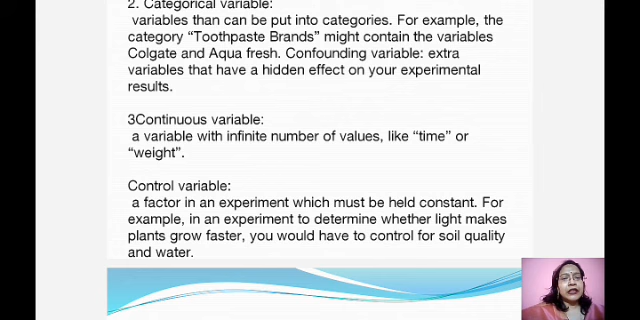 2. Categorical variable:
variables than can be put into categories. For example, the
category “Toothpaste Brands” might contain the variables
Colgate and Aqua fresh. Confounding variable: extra
variables that have a hidden effect on your experimental
results.
3Continuous variable:
a variable with infinite number of values, like “time” or
“weight”.
Control variable:
a factor in an experiment which must be held constant. For
example, in an experiment to determine whether light makes
plants grow faster, you would have to control for soil quality
and water.